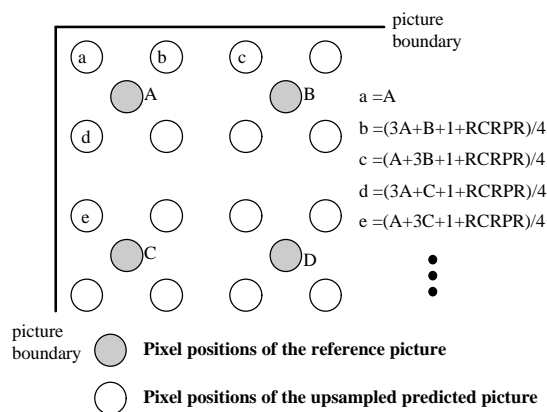 picture
boundary
a b c
A B
a =A
b =(3A+B+1+RCRPR)/4
d
c =(A+3B+1+RCRPR)/4
d =(3A+C+1+RCRPR)/4
e
e =(A+3C+1+RCRPR)/4
C D
picture
boundary
Pixel positions of the reference picture
Pixel positions of the upsampled predicted picture